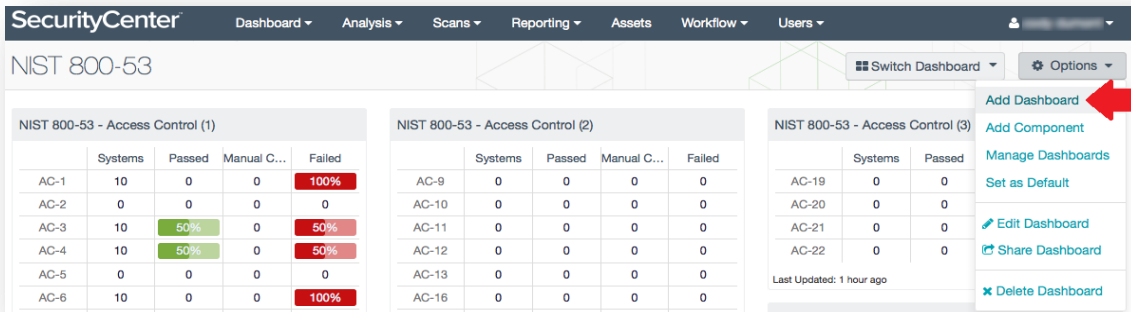 SecurityCenter Dashboard Analysis Scans Reporting Assets Workflow Users
NIST 800-53 Switch Dashboard Options
Add Dashboard
Add Component
Manage Dashboards
Set as Default
Edit Dashboard
Share Dashboard
Delete Dashboard
NIST 800-53 - Access Control (1)
Systems Passed Manual C... Failed
AC-1 10 0 0 100%
AC-2 0 0 0 0
AC-3 10 50% 0 50%
AC-4 10 50% 0 50%
AC-5 0 0 0 0
AC-6 10 0 0 100%
NIST 800-53 - Access Control (2)
Systems Passed Manual C... Failed
AC-9 0 0 0 0
AC-10 0 0 0 0
AC-11 0 0 0 0
AC-12 0 0 0 0
AC-13 0 0 0 0
AC-16 0 0 0 0
NIST 800-53 - Access Control (3)
Systems Passed
AC-19 0 0
AC-20 0 0
AC-21 0 0
AC-22 0 0
Last Updated: 1 hour ago